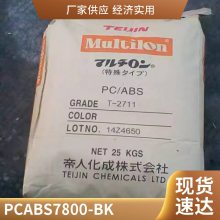 厂家供应 经济实用
TEIJIN
Multilon
マルチロン®
(特殊タイプ)
PC/ABS
GRADE T-2711
COLOR
LOT NO. 14Z4650
NET 25 KGS
帝人化成株式会社
TEIJIN CHEMICALS LTD
PCABS7800-BK
现货
速达